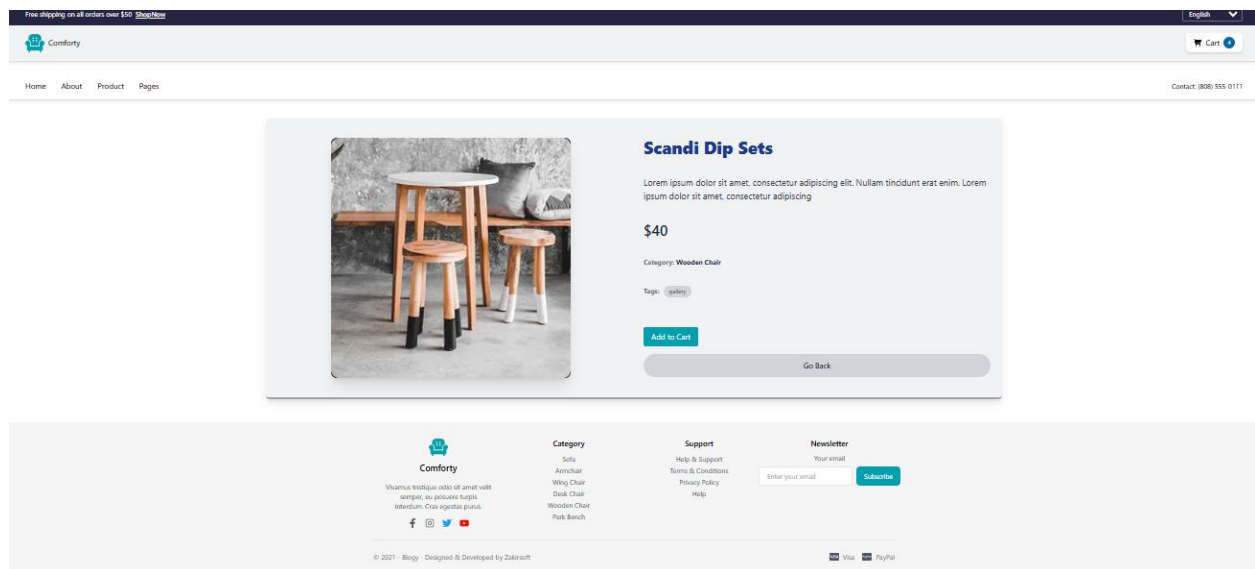 Free shipping on all orders over $50 ShopNow
English
Comforty
Cart 4
Home About Product Pages
Contact: (808) 555-0111
Scandi Dip Sets
Lorem ipsum dolor sit amet, consectetur adipiscing elit. Nullam tincidunt erat enim. Lorem
ipsum dolor sit amet, consectetur adipiscing
$40
Category: Wooden Chair
Tags: gallery
Add to Cart
Go Back
Comforty
Vivamus tristique odio sit amet velit
semper, eu posuere turpis
interdum. Cras egestas purus.
Category
Sofa
Armchair
Wing Chair
Desk Chair
Wooden Chair
Park Bench
Support
Help & Support
Terms & Conditions
Privacy Policy
Help
Newsletter
Your email
Enter your email
Subscribe
© 2021 - Blogy - Designed & Developed by Zakirsoft
Visa
PayPal